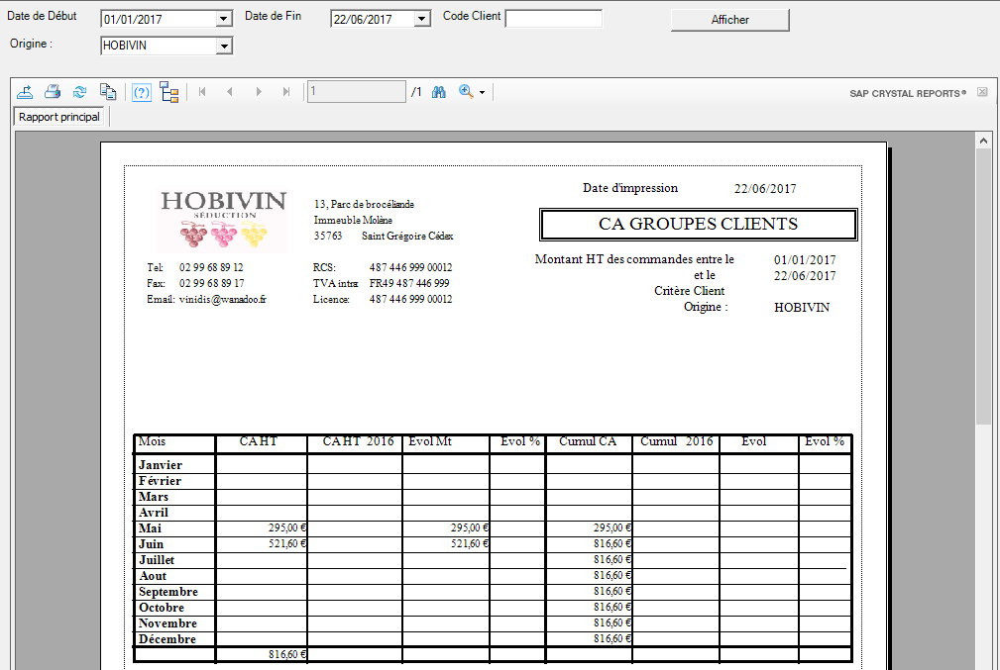 Date de Début 01/01/2017 Date de Fin 22/06/2017 Code Client Afficher
Origine : HOBIVIN
1 /1 SAP CRYSTAL REPORTS®
Rapport principal
Date d'impression 22/06/2017
HOBIVIN
SÉDUCTION
13, Parc de brocéliande
Immeuble Molène
35763 Saint Grégoire Cédex
CA GROUPES CLIENTS
Montant HT des commandes entre le 01/01/2017
et le 22/06/2017
Critère Client
Origine : HOBIVIN
Tel: 02 99 68 89 12 RCS: 487 446 999 00012
Fax: 02 99 68 89 17 TVA intra: FR49 487 446 999
Email: vinidis@wanadoo.fr Licence: 487 446 999 00012
Mois CA HT CA HT 2016 Evol Mt Evol % Cumul CA Cumul 2016 Evol Evol %
Janvier
Février
Mars
Avril
Mai 295,00 € 295,00 € 295,00 €
Juin 521,60 € 521,60 € 816,60 €
Juillet 816,60 €
Aout 816,60 €
Septembre 816,60 €
Octobre 816,60 €
Novembre 816,60 €
Décembre 816,60 €
816,60 €